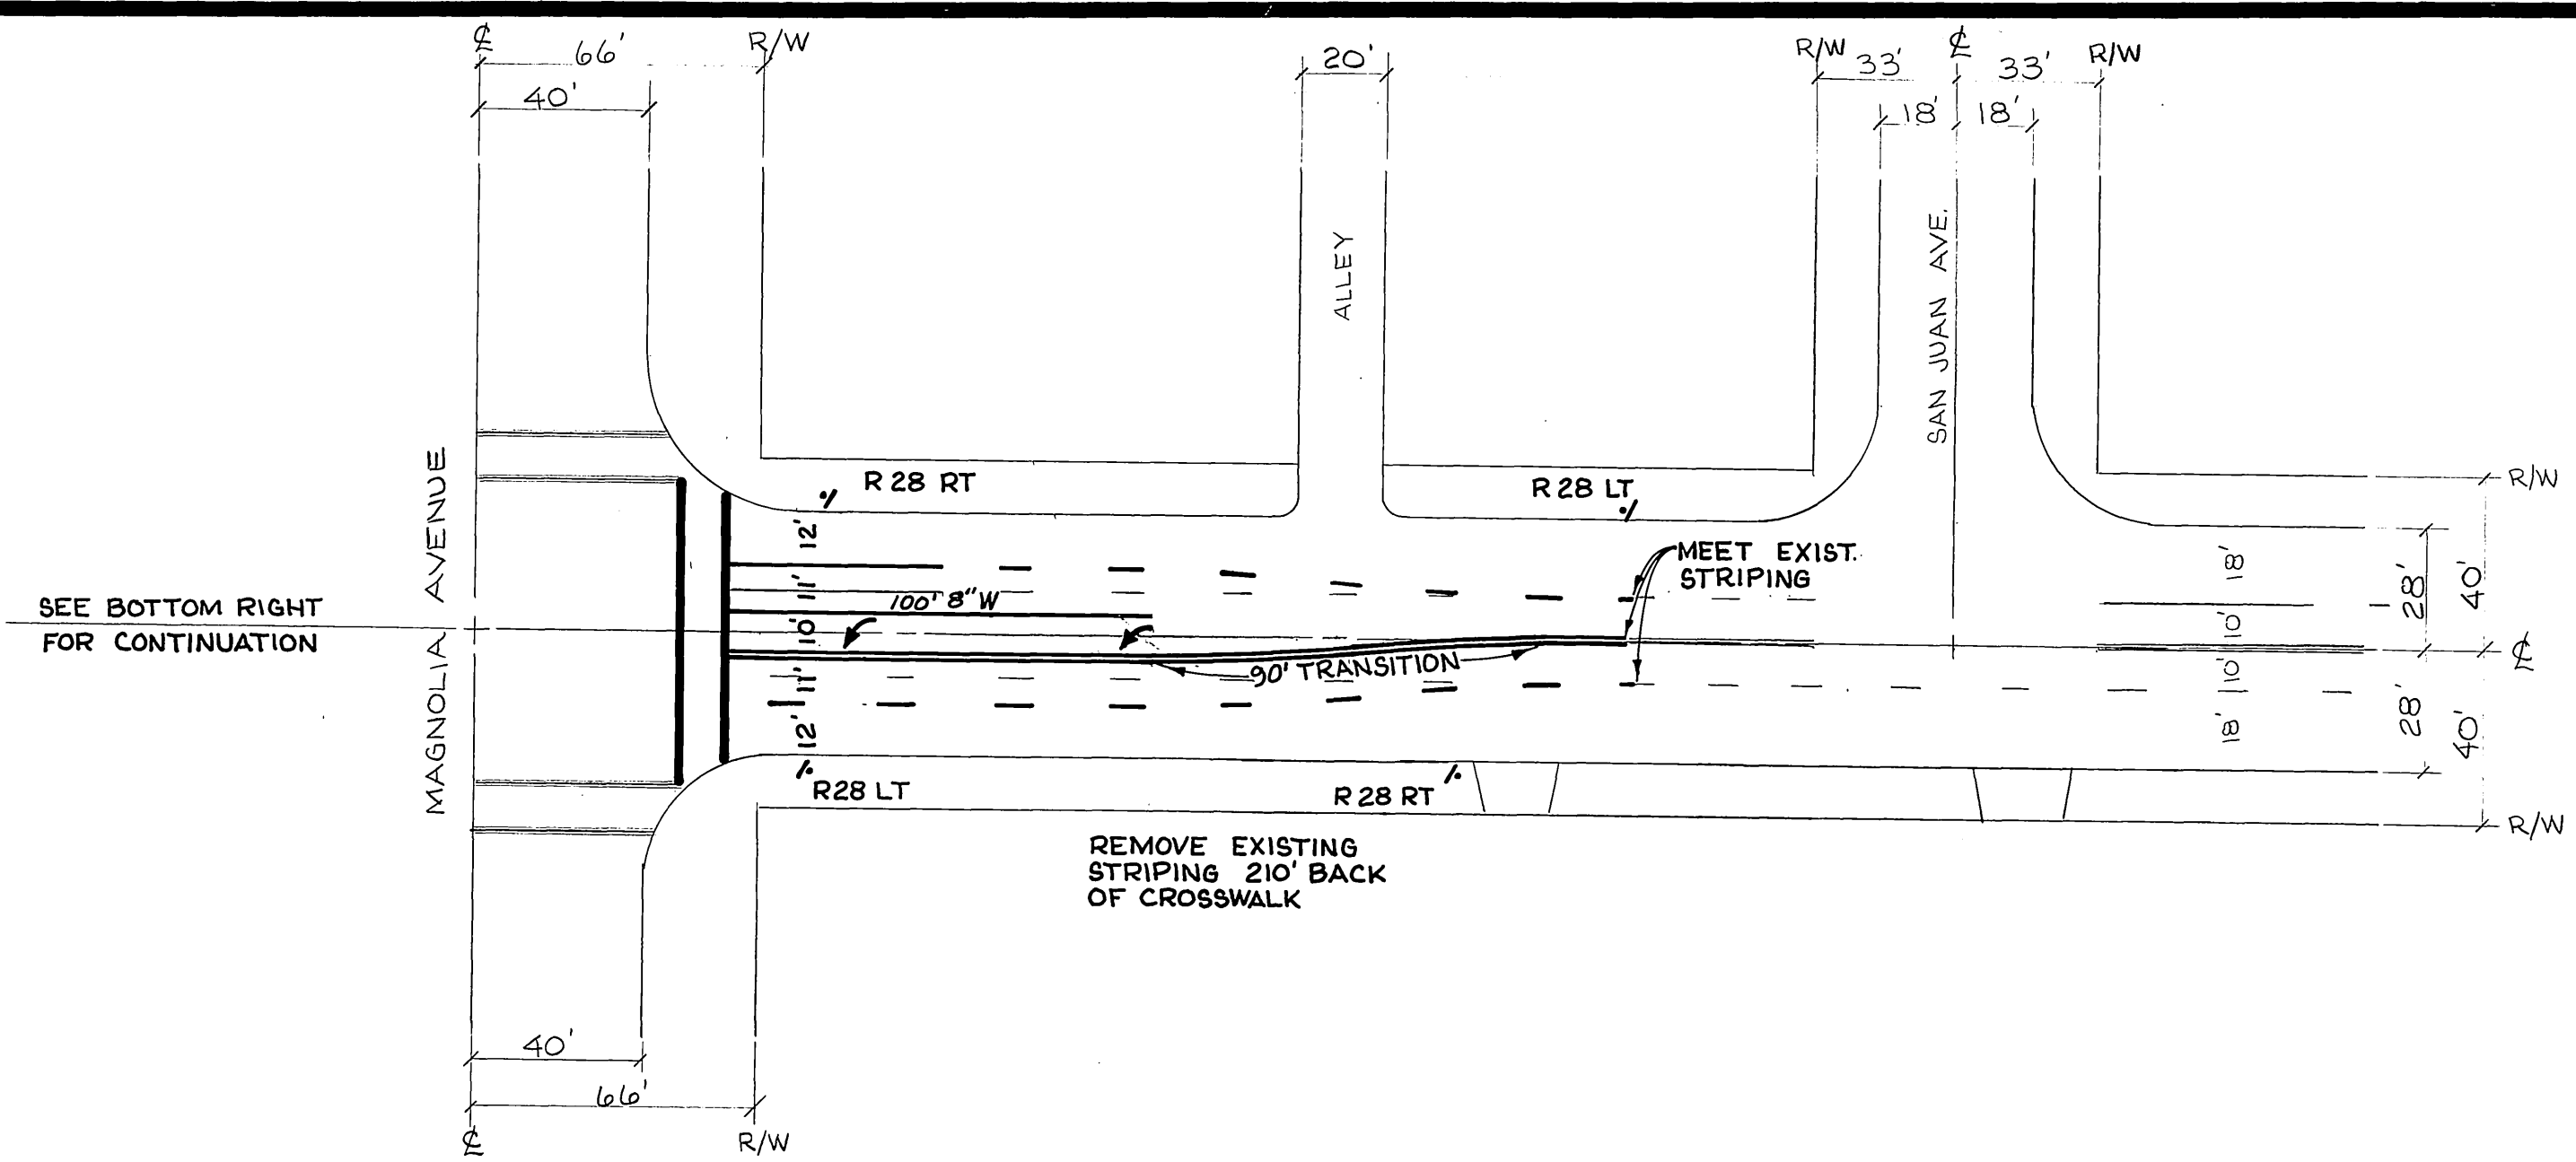 ℄ 66' R/W 20' R/W 33' ℄ 33' R/W
40' 18' 18'
ALLEY
SAN JUAN AVE.
MAGNOLIA AVENUE
R 28 RT
R 28 LT
R/W
12'
MEET EXIST.
STRIPING
18'
28'
40'
11'
100' 8" W
SEE BOTTOM RIGHT
FOR CONTINUATION
10'
10'
℄
90' TRANSITION
11'
10'
12'
18'
28'
40'
R28 LT
R 28 RT
R/W
REMOVE EXISTING
STRIPING 210' BACK
OF CROSSWALK
40'
66'
℄ R/W